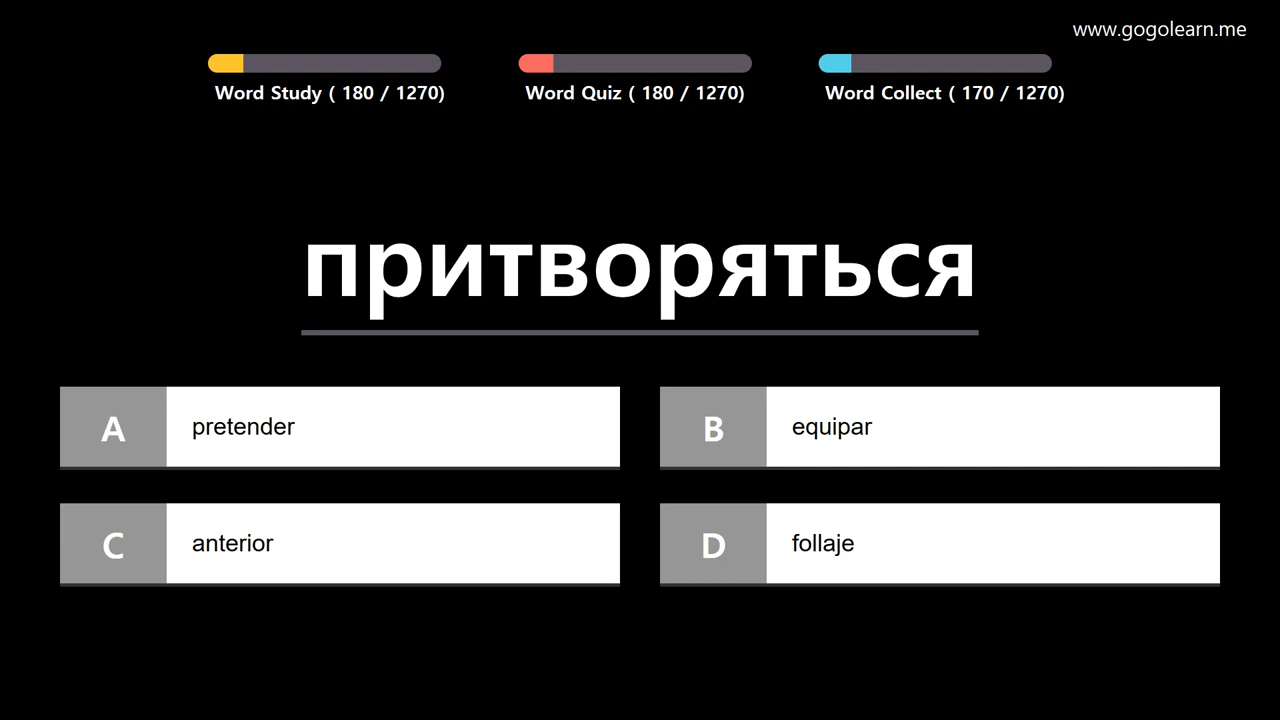 www.gogolearn.me
Word Study ( 180 / 1270)
Word Quiz ( 180 / 1270)
Word Collect ( 170 / 1270)
притворяться
A pretender
B equipar
C anterior
D follaje